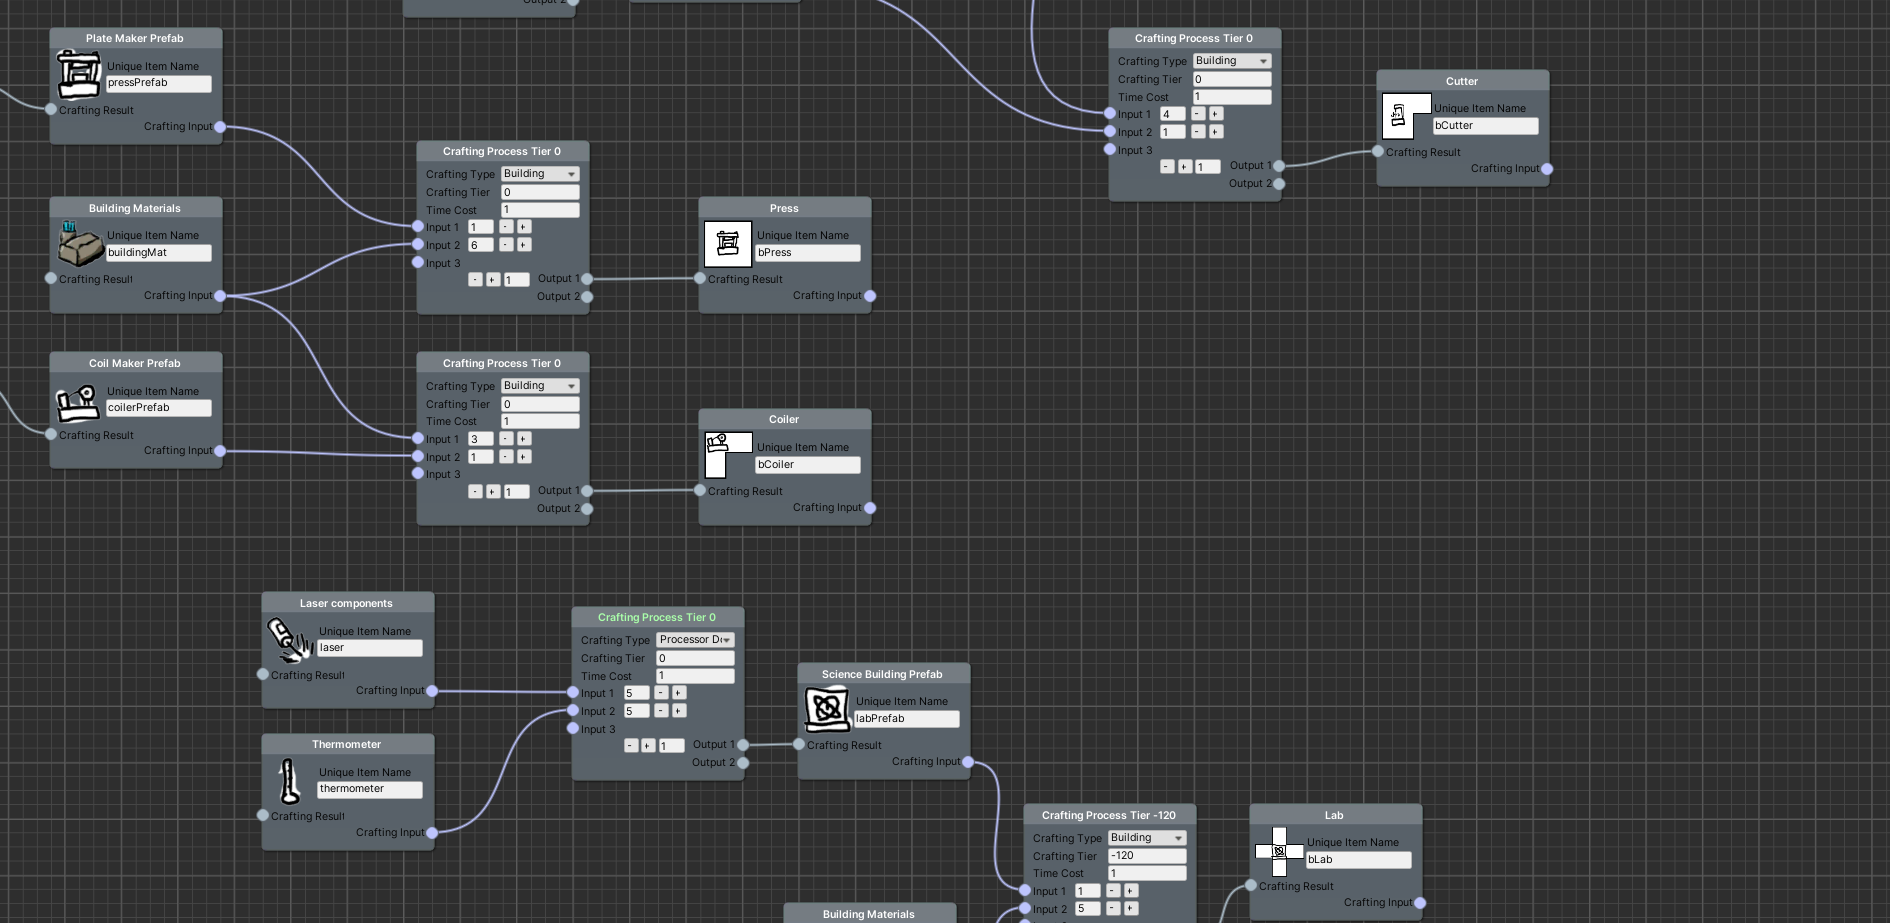 Output 2
Plate Maker Prefab
Unique Item Name
pressPrefab
Crafting Result
Crafting Input
Crafting Process Tier 0
Crafting Type Building
Crafting Tier 0
Time Cost 1
Input 1 4 - +
Input 2 1 - +
Input 3
- + 1 Output 1
Output 2
Cutter
Unique Item Name
bCutter
Crafting Result
Crafting Input
Building Materials
Unique Item Name
buildingMat
Crafting Result
Crafting Input
Crafting Process Tier 0
Crafting Type Building
Crafting Tier 0
Time Cost 1
Input 1 1 - +
Input 2 6 - +
Input 3
- + 1 Output 1
Output 2
Press
Unique Item Name
bPress
Crafting Result
Crafting Input
Coil Maker Prefab
Unique Item Name
coilerPrefab
Crafting Result
Crafting Input
Crafting Process Tier 0
Crafting Type Building
Crafting Tier 0
Time Cost 1
Input 1 3 - +
Input 2 1 - +
Input 3
- + 1 Output 1
Output 2
Coiler
Unique Item Name
bCoiler
Crafting Result
Crafting Input
Laser components
Unique Item Name
laser
Crafting Result
Crafting Input
Thermometer
Unique Item Name
thermometer
Crafting Result
Crafting Input
Crafting Process Tier 0
Crafting Type Processor
Crafting Tier 0
Time Cost 1
Input 1 5 - +
Input 2 5 - +
Input 3
- + 1 Output 1
Output 2
Science Building Prefab
Unique Item Name
labPrefab
Crafting Result
Crafting Input
Crafting Process Tier -120
Crafting Type Building
Crafting Tier -120
Time Cost 1
Input 1 1 - +
Input 2 5 - +
Lab
Unique Item Name
bLab
Crafting Result
Crafting Input
Building Materials